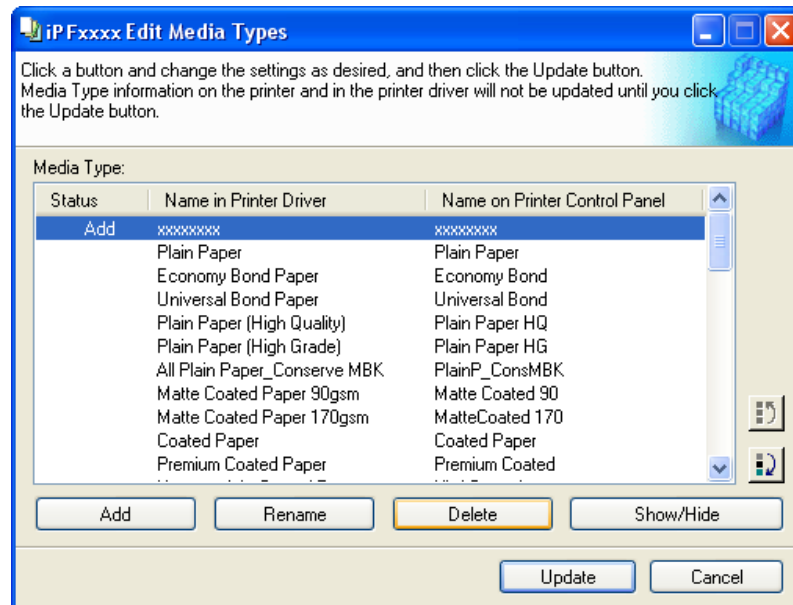 iPFxxxx Edit Media Types
Click a button and change the settings as desired, and then click the Update button.
Media Type information on the printer and in the printer driver will not be updated until you click
the Update button.
Media Type:
Status Name in Printer Driver Name on Printer Control Panel
Add xxxxxxxx xxxxxxxx
Plain Paper Plain Paper
Economy Bond Paper Economy Bond
Universal Bond Paper Universal Bond
Plain Paper (High Quality) Plain Paper HQ
Plain Paper (High Grade) Plain Paper HG
All Plain Paper_Conserve MBK PlainP_ConsMBK
Matte Coated Paper 90gsm Matte Coated 90
Matte Coated Paper 170gsm MatteCoated 170
Coated Paper Coated Paper
Premium Coated Paper Premium Coated
Add Rename Delete Show/Hide
Update Cancel